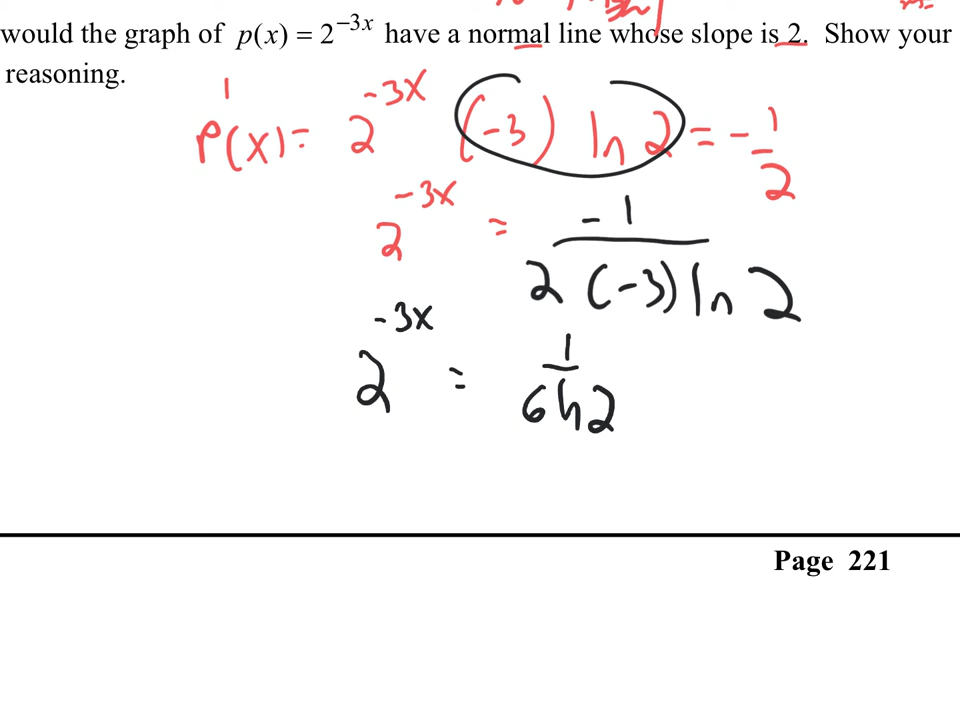 would the graph of p(x) = 2^{-3x} have a normal line whose slope is 2. Show your
reasoning.
p'(x) = 2^{-3x} (-3) ln 2 = -1/2
2^{-3x} = -1/(2(-3) ln 2)
2^{-3x} = 1/(6 ln 2)
Page 221